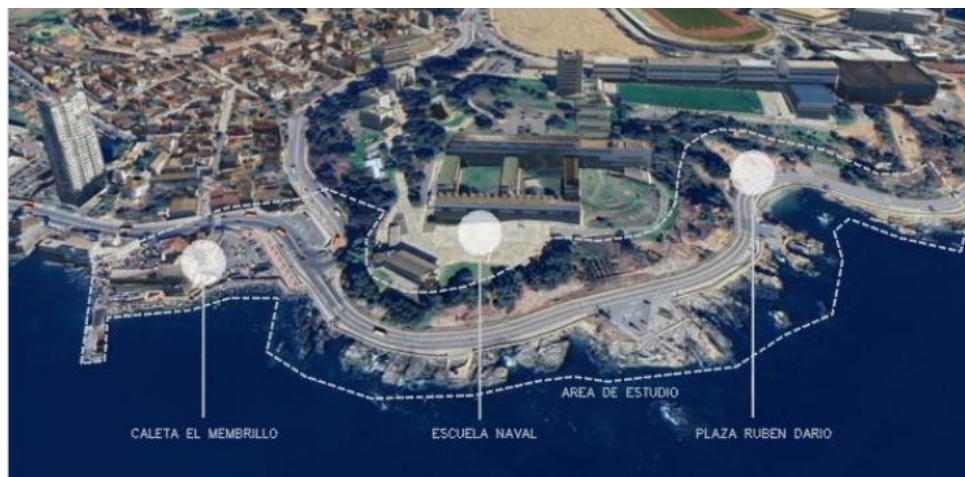 AREA DE ESTUDIO
CALETA EL MEMBRILLO
ESCUELA NAVAL
PLAZA RUBEN DARIO